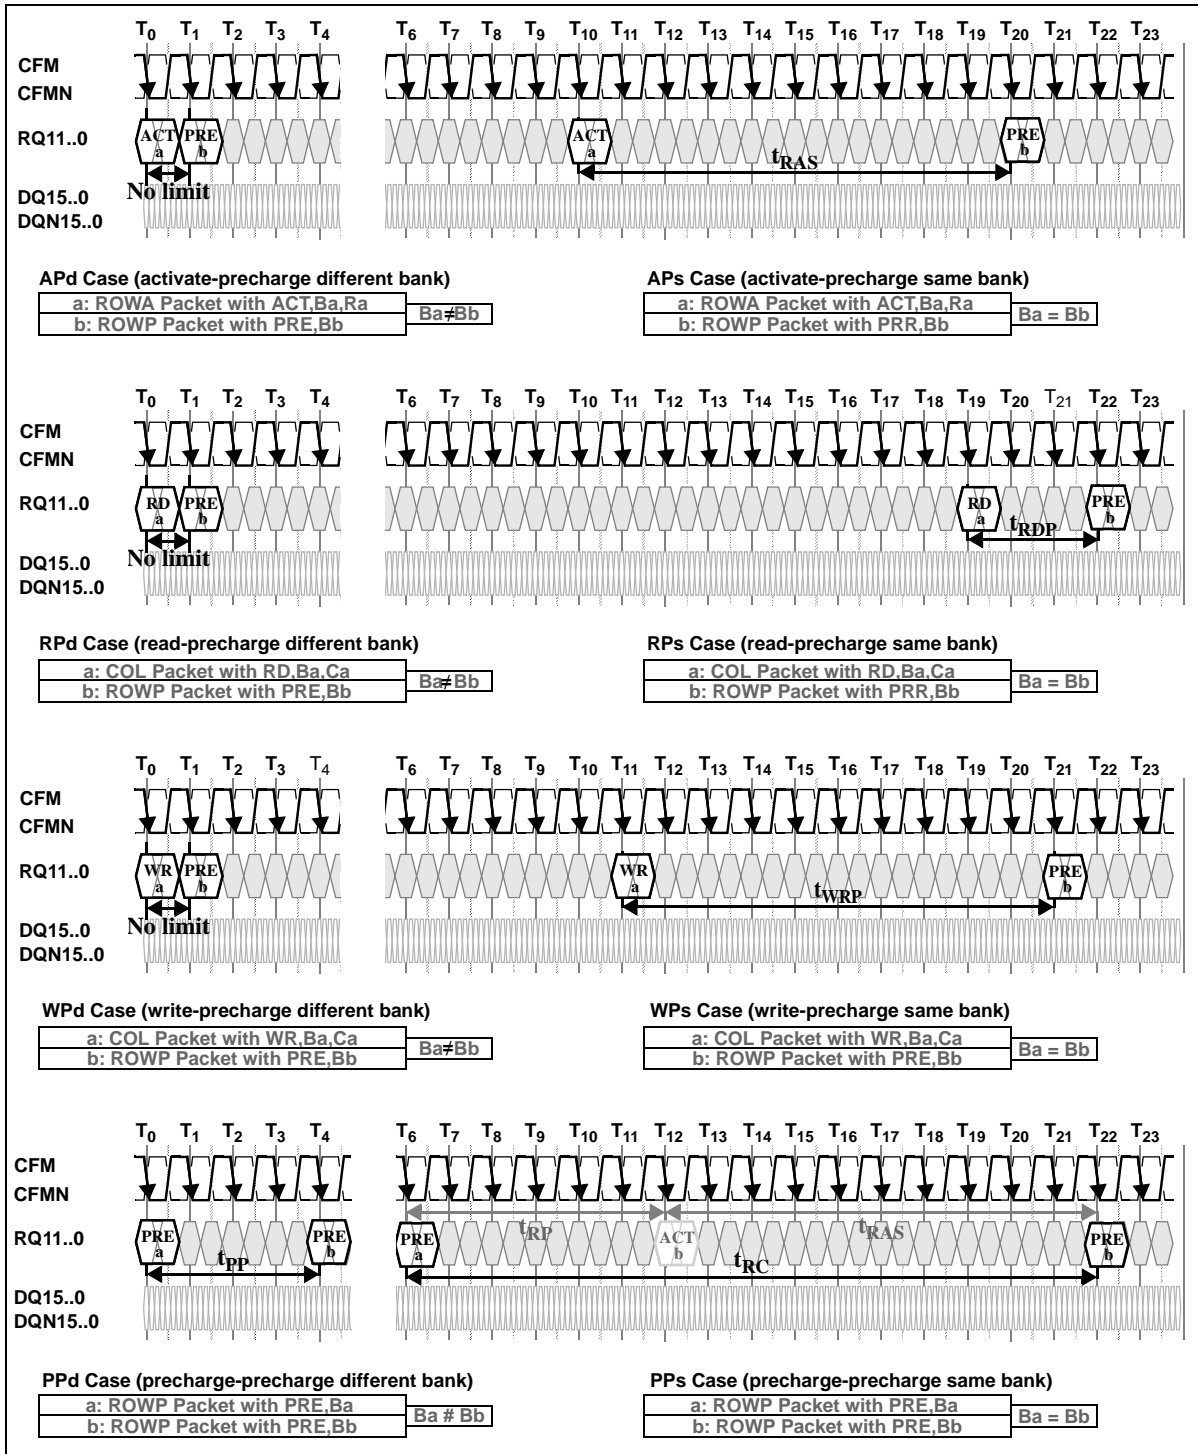 T0 T1 T2 T3 T4 T6 T7 T8 T9 T10 T11 T12 T13 T14 T15 T16 T17 T18 T19 T20 T21 T22 T23
CFM
CFMN
RQ11..0 ACT a PRE b ACT a PRE b
tRAS
No limit
DQ15..0
DQN15..0
APd Case (activate-precharge different bank) APs Case (activate-precharge same bank)
a: ROWA Packet with ACT,Ba,Ra Ba≠Bb a: ROWA Packet with ACT,Ba,Ra Ba = Bb
b: ROWP Packet with PRE,Bb b: ROWP Packet with PRR,Bb
T0 T1 T2 T3 T4 T6 T7 T8 T9 T10 T11 T12 T13 T14 T15 T16 T17 T18 T19 T20 T21 T22 T23
CFM
CFMN
RQ11..0 RD a PRE b RD a PRE b
tRDP
No limit
DQ15..0
DQN15..0
RPd Case (read-precharge different bank) RPs Case (read-precharge same bank)
a: COL Packet with RD,Ba,Ca Ba≠Bb a: COL Packet with RD,Ba,Ca Ba = Bb
b: ROWP Packet with PRE,Bb b: ROWP Packet with PRR,Bb
T0 T1 T2 T3 T4 T6 T7 T8 T9 T10 T11 T12 T13 T14 T15 T16 T17 T18 T19 T20 T21 T22 T23
CFM
CFMN
RQ11..0 WR a PRE b WR a PRE b
tWRP
No limit
DQ15..0
DQN15..0
WPd Case (write-precharge different bank) WPs Case (write-precharge same bank)
a: COL Packet with WR,Ba,Ca Ba≠Bb a: COL Packet with WR,Ba,Ca Ba = Bb
b: ROWP Packet with PRE,Bb b: ROWP Packet with PRE,Bb
T0 T1 T2 T3 T4 T6 T7 T8 T9 T10 T11 T12 T13 T14 T15 T16 T17 T18 T19 T20 T21 T22 T23
CFM
CFMN
tRP tRAS
RQ11..0 PRE a PRE b PRE a ACT b PRE b
tPP tRC
DQ15..0
DQN15..0
PPd Case (precharge-precharge different bank) PPs Case (precharge-precharge same bank)
a: ROWP Packet with PRE,Ba Ba # Bb a: ROWP Packet with PRE,Ba Ba = Bb
b: ROWP Packet with PRE,Bb b: ROWP Packet with PRE,Bb